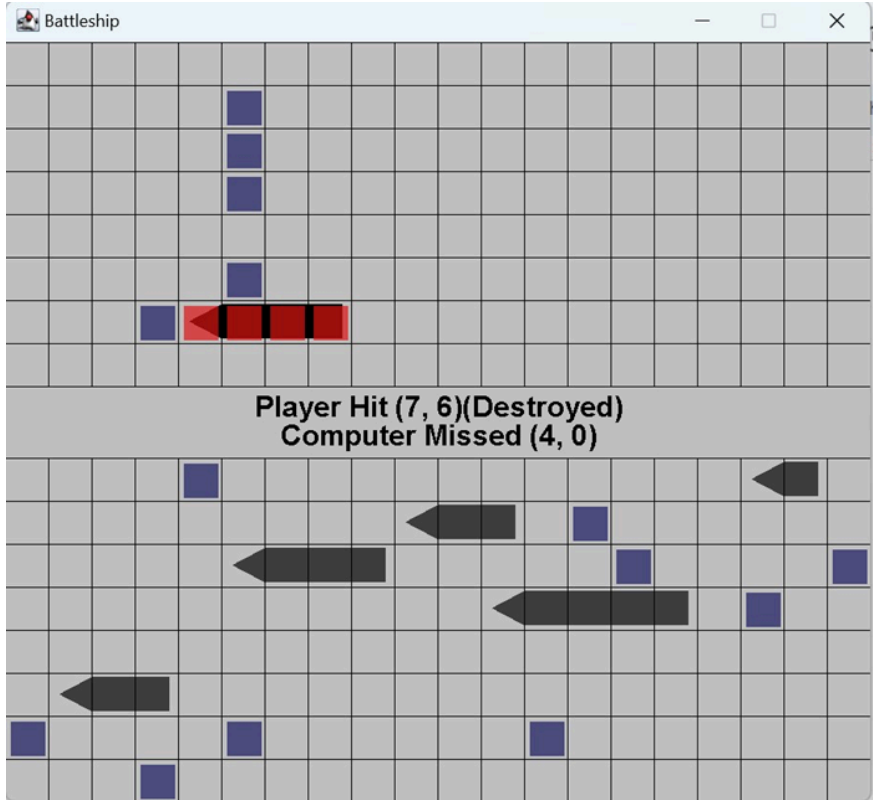 Battleship
Player Hit (7, 6)(Destroyed)
Computer Missed (4, 0)